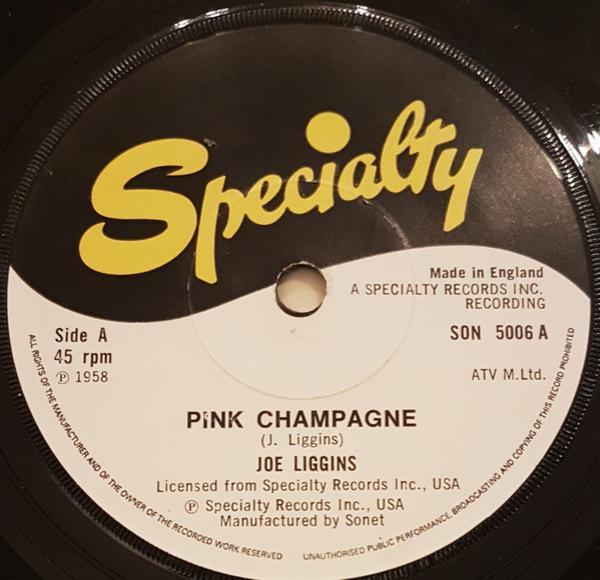 Specialty
Made in England
A SPECIALTY RECORDS INC.
RECORDING
Side A
45 rpm
℗ 1958
SON 5006 A
ATV M.Ltd.
PINK CHAMPAGNE
(J. Liggins)
JOE LIGGINS
Licensed from Specialty Records Inc., USA
℗ Specialty Records Inc., USA
Manufactured by Sonet
ALL RIGHTS OF THE MANUFACTURER AND OF THE OWNER OF THE RECORDED WORK RESERVED
UNAUTHORISED PUBLIC PERFORMANCE, BROADCASTING AND COPYING OF THIS RECORD PROHIBITED